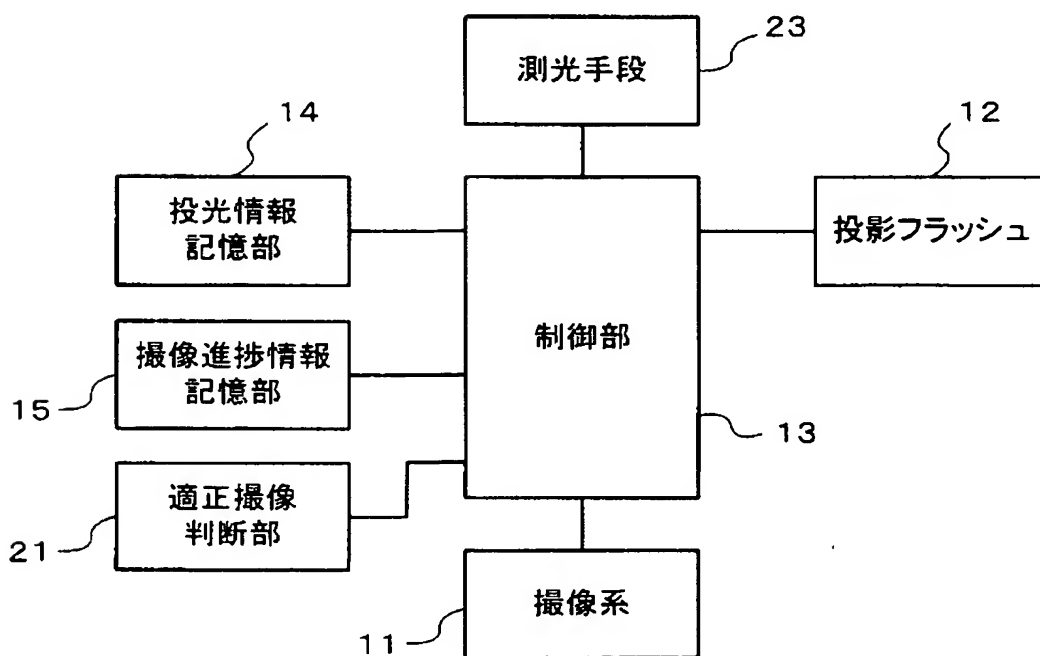 23
測光手段
14
12
投光情報
記憶部
投影フラッシュ
制御部
撮像進捗情報
記憶部
15
13
適正撮像
判断部
21
撮像系
11